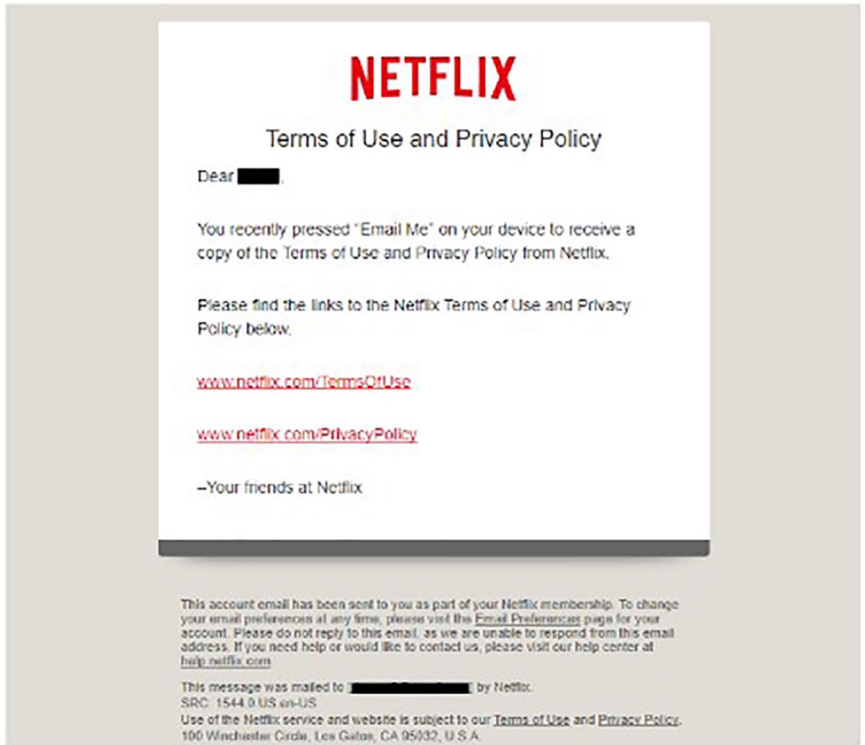 NETFLIX
Terms of Use and Privacy Policy
Dear
You recently pressed "Email Me" on your device to receive a
copy of the Terms of Use and Privacy Policy from Netflix.
Please find the links to the Netflix Terms of Use and Privacy
Policy below.
www.netflix.com/TermsOfUse
www.netflix.com/PrivacyPolicy
–Your friends at Netflix
This account email has been sent to you as part of your Netflix membership. To change
your email preferences at any time, please visit the Email Preferences page for your
account. Please do not reply to this email, as we are unable to respond from this email
address. If you need help or would like to contact us, please visit our help center at
help.netflix.com.
This message was mailed to [ ] by Netflix.
SRC: 1544.0.US.en-US
Use of the Netflix service and website is subject to our Terms of Use and Privacy Policy.
100 Winchester Circle, Los Gatos, CA 95032, U.S.A.